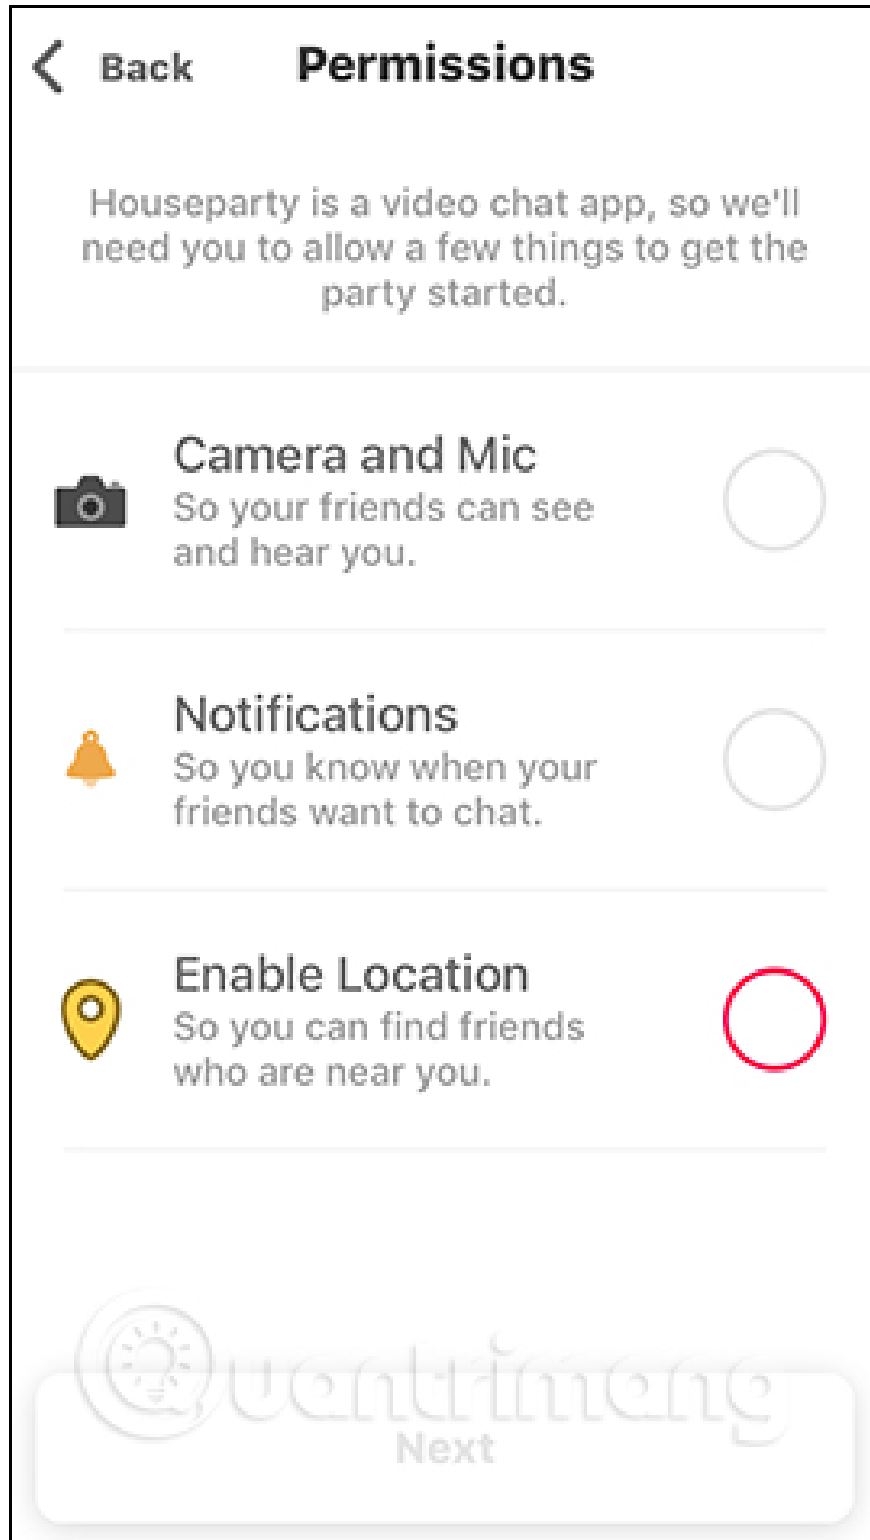 Back
Permissions
Houseparty is a video chat app, so we'll
need you to allow a few things to get the
party started.
Camera and Mic
So your friends can see
and hear you.
Notifications
So you know when your
friends want to chat.
Enable Location
So you can find friends
who are near you.
Quantrimang
Next